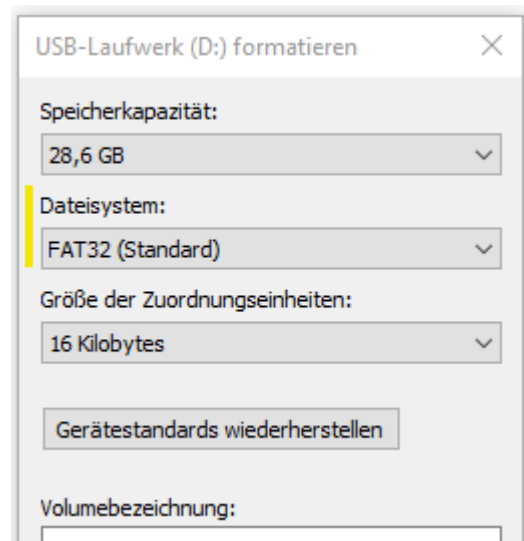 USB-Laufwerk (D:) formatieren
Speicherkapazität:
28,6 GB
Dateisystem:
FAT32 (Standard)
Größe der Zuordnungseinheiten:
16 Kilobytes
Gerätestandards wiederherstellen
Volumebezeichnung: